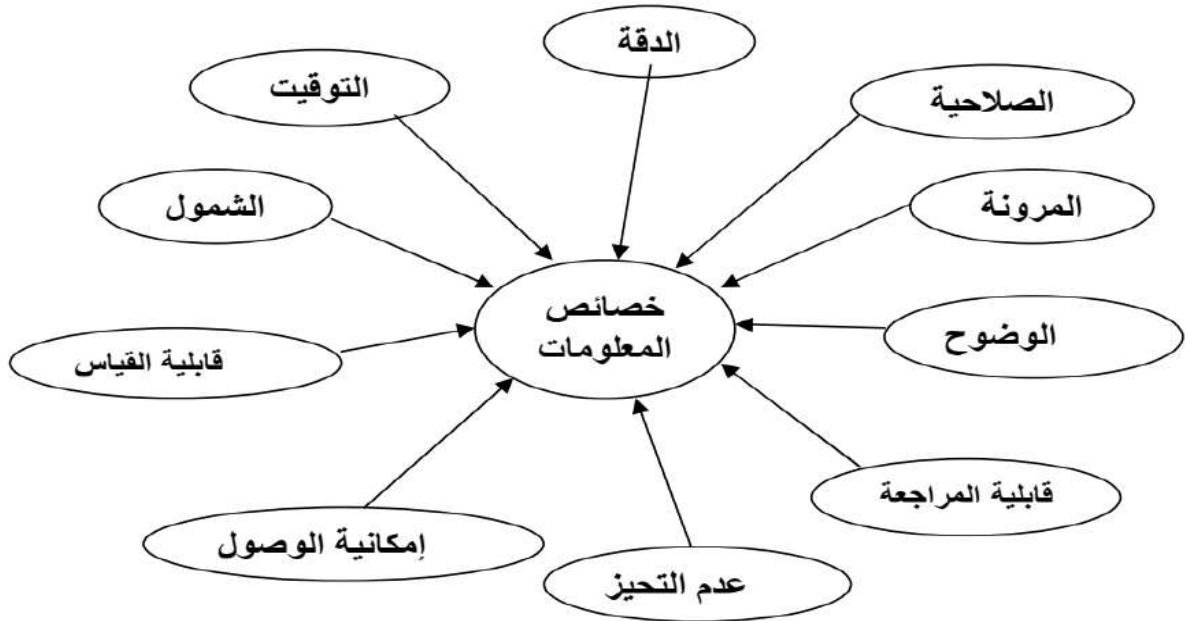 الدقة
الصلاحية
التوقيت
المرونة
الشمول
خصائص
المعلومات
الوضوح
قابلية القياس
قابلية المراجعة
إمكانية الوصول
عدم التحيز